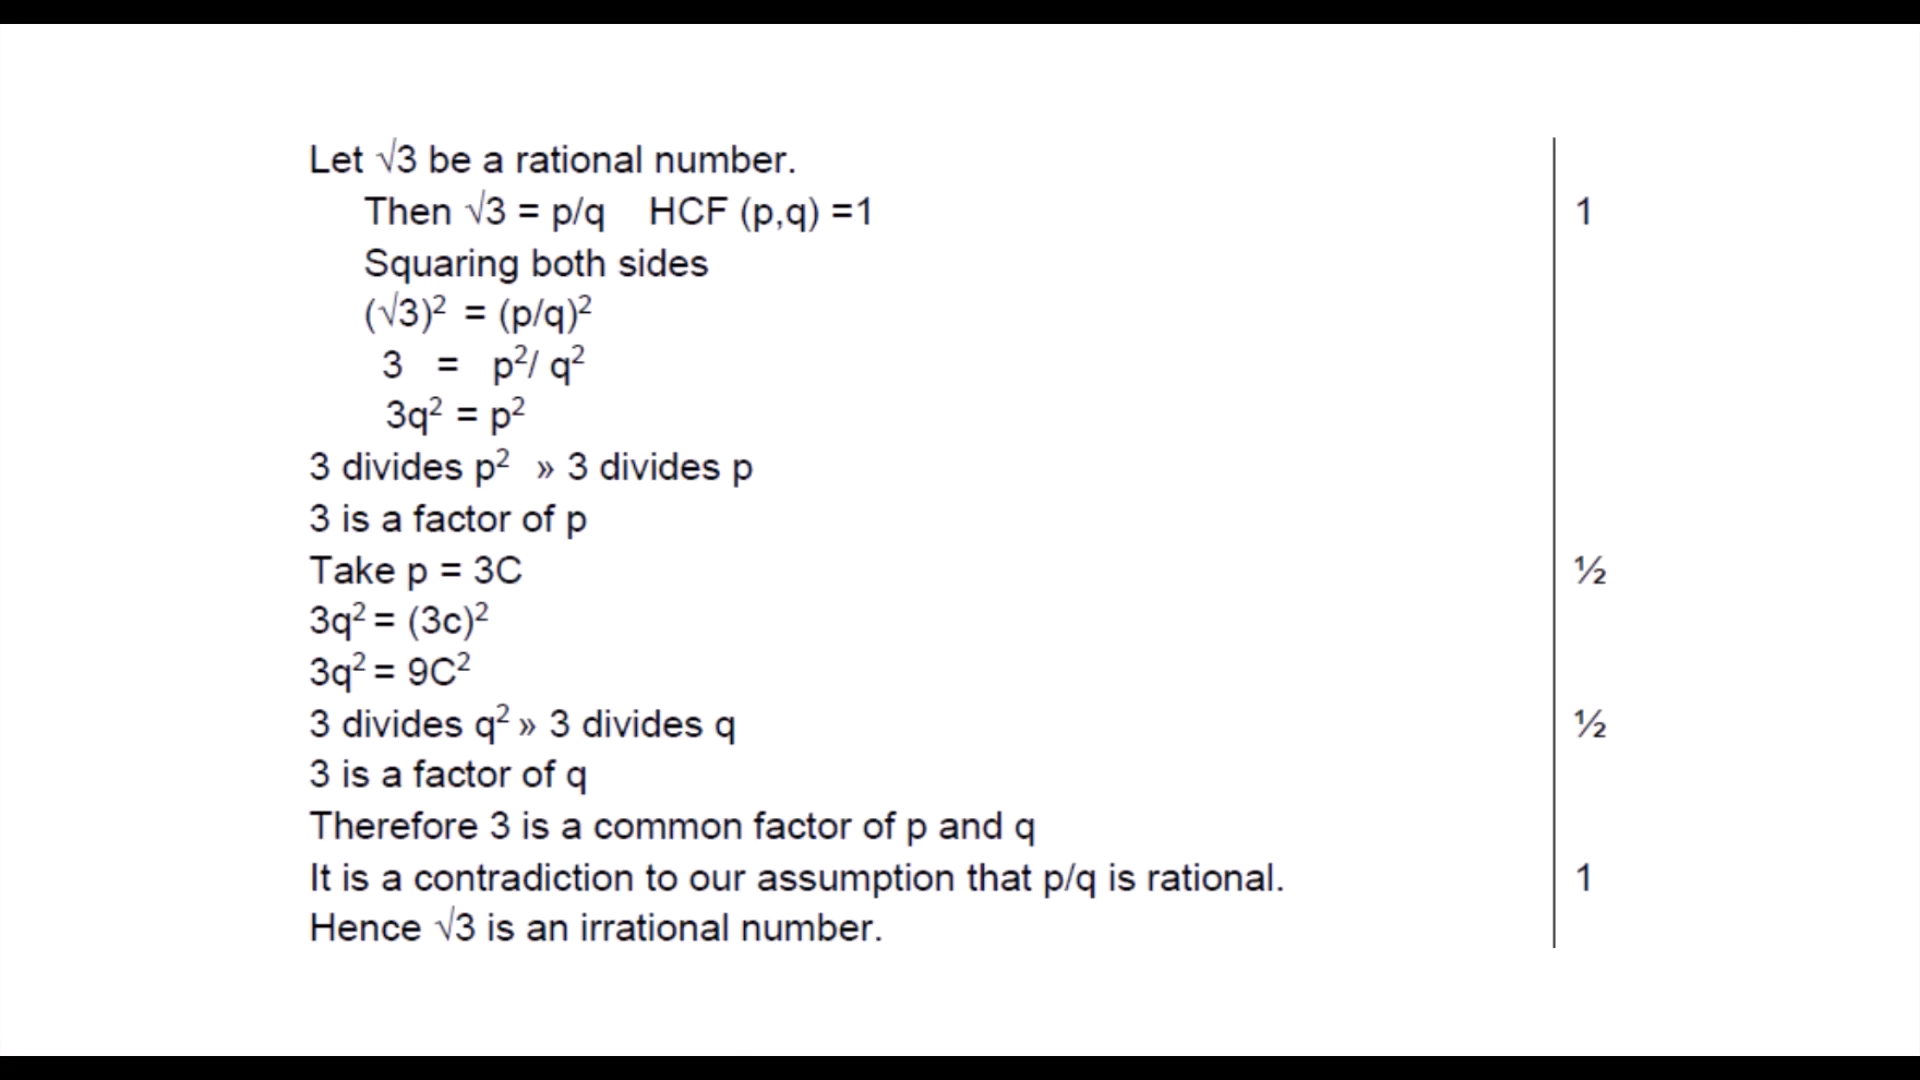 Let √3 be a rational number.
Then √3 = p/q HCF (p,q) =1 1
Squaring both sides
(√3)² = (p/q)²
3 = p²/ q²
3q² = p²
3 divides p² » 3 divides p
3 is a factor of p
Take p = 3C ½
3q² = (3c)²
3q² = 9C²
3 divides q² » 3 divides q ½
3 is a factor of q
Therefore 3 is a common factor of p and q
It is a contradiction to our assumption that p/q is rational. 1
Hence √3 is an irrational number.